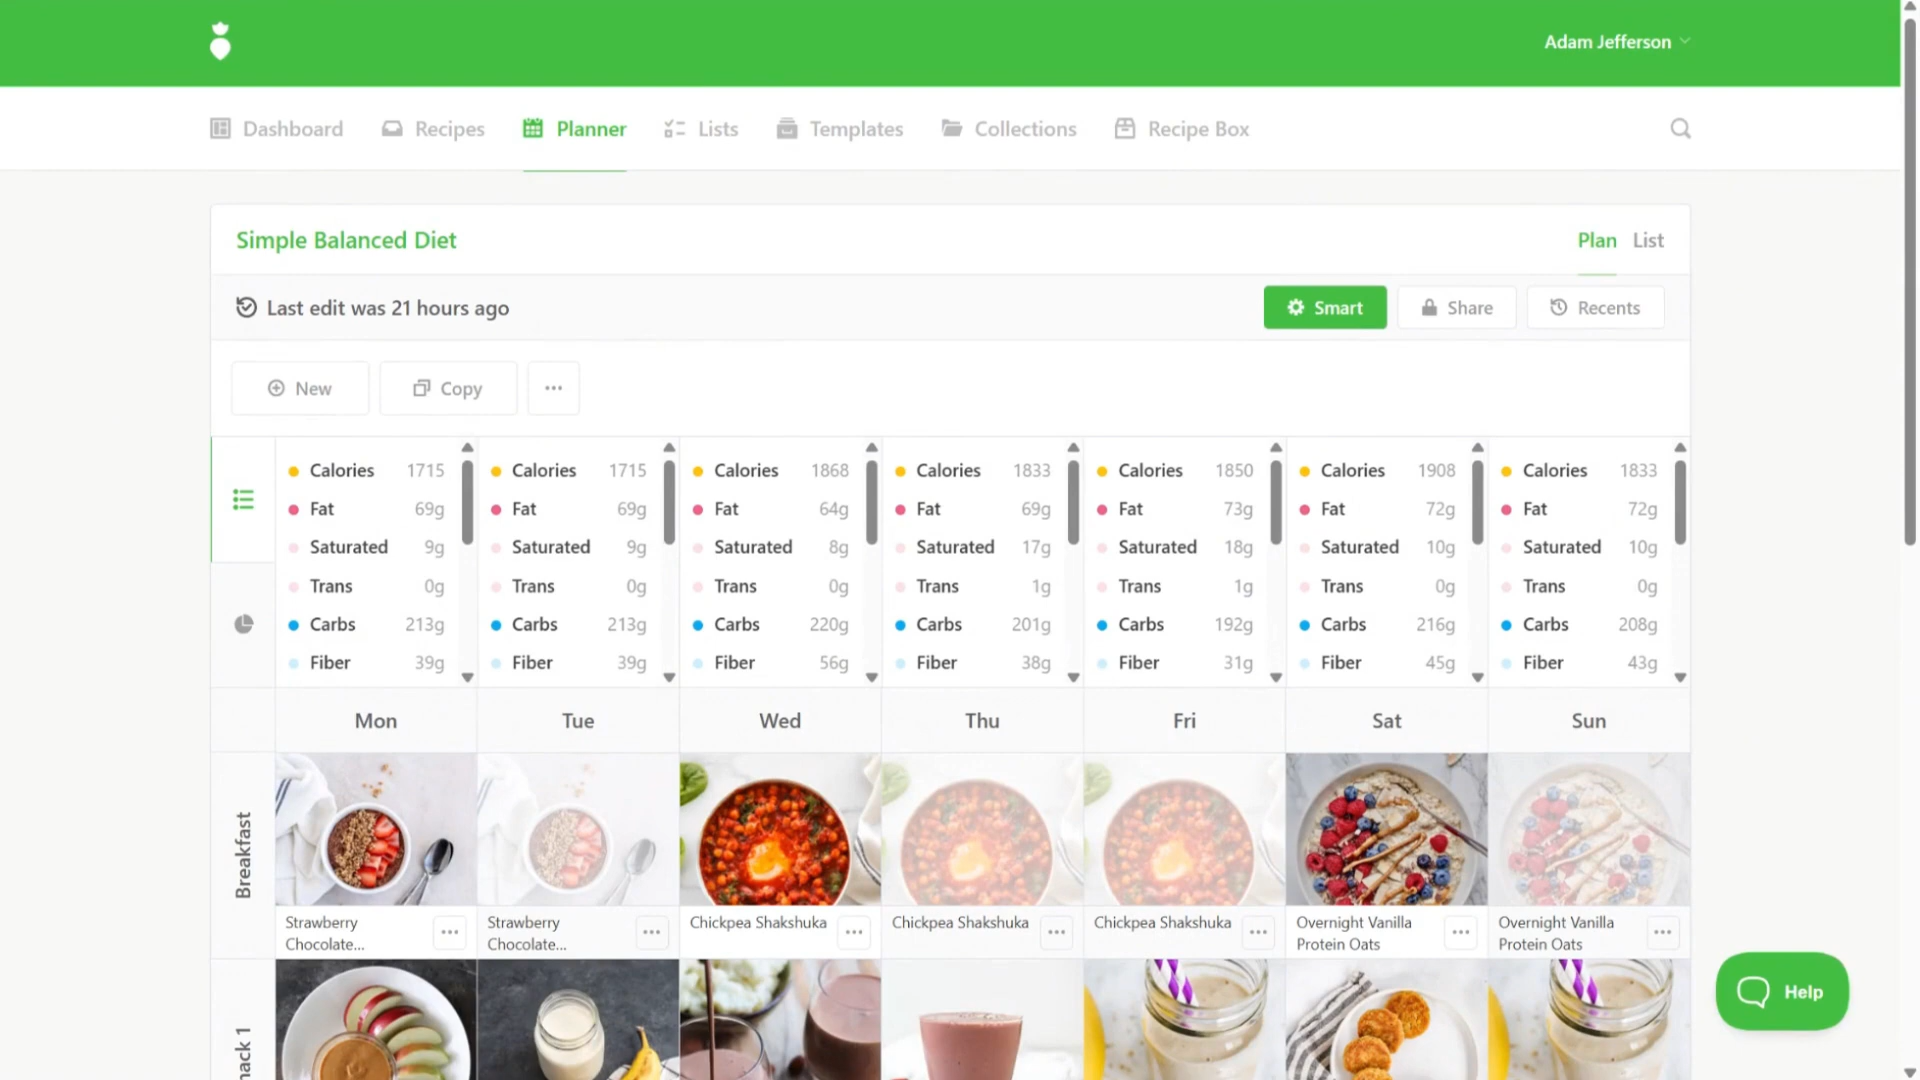 Adam Jefferson
Dashboard Recipes Planner Lists Templates Collections Recipe Box
Simple Balanced Diet Plan List
Last edit was 21 hours ago Smart Share Recents
New Copy
Calories 1715 Calories 1715 Calories 1868 Calories 1833 Calories 1850 Calories 1908 Calories 1833
Fat 69g Fat 69g Fat 64g Fat 69g Fat 73g Fat 72g Fat 72g
Saturated 9g Saturated 9g Saturated 8g Saturated 17g Saturated 18g Saturated 10g Saturated 10g
Trans 0g Trans 0g Trans 0g Trans 1g Trans 1g Trans 0g Trans 0g
Carbs 213g Carbs 213g Carbs 220g Carbs 201g Carbs 192g Carbs 216g Carbs 208g
Fiber 39g Fiber 39g Fiber 56g Fiber 38g Fiber 31g Fiber 45g Fiber 43g
Mon Tue Wed Thu Fri Sat Sun
Breakfast
Strawberry Strawberry Chickpea Shakshuka Chickpea Shakshuka Chickpea Shakshuka Overnight Vanilla Overnight Vanilla
Chocolate... Chocolate... Protein Oats Protein Oats
nack 1
Help